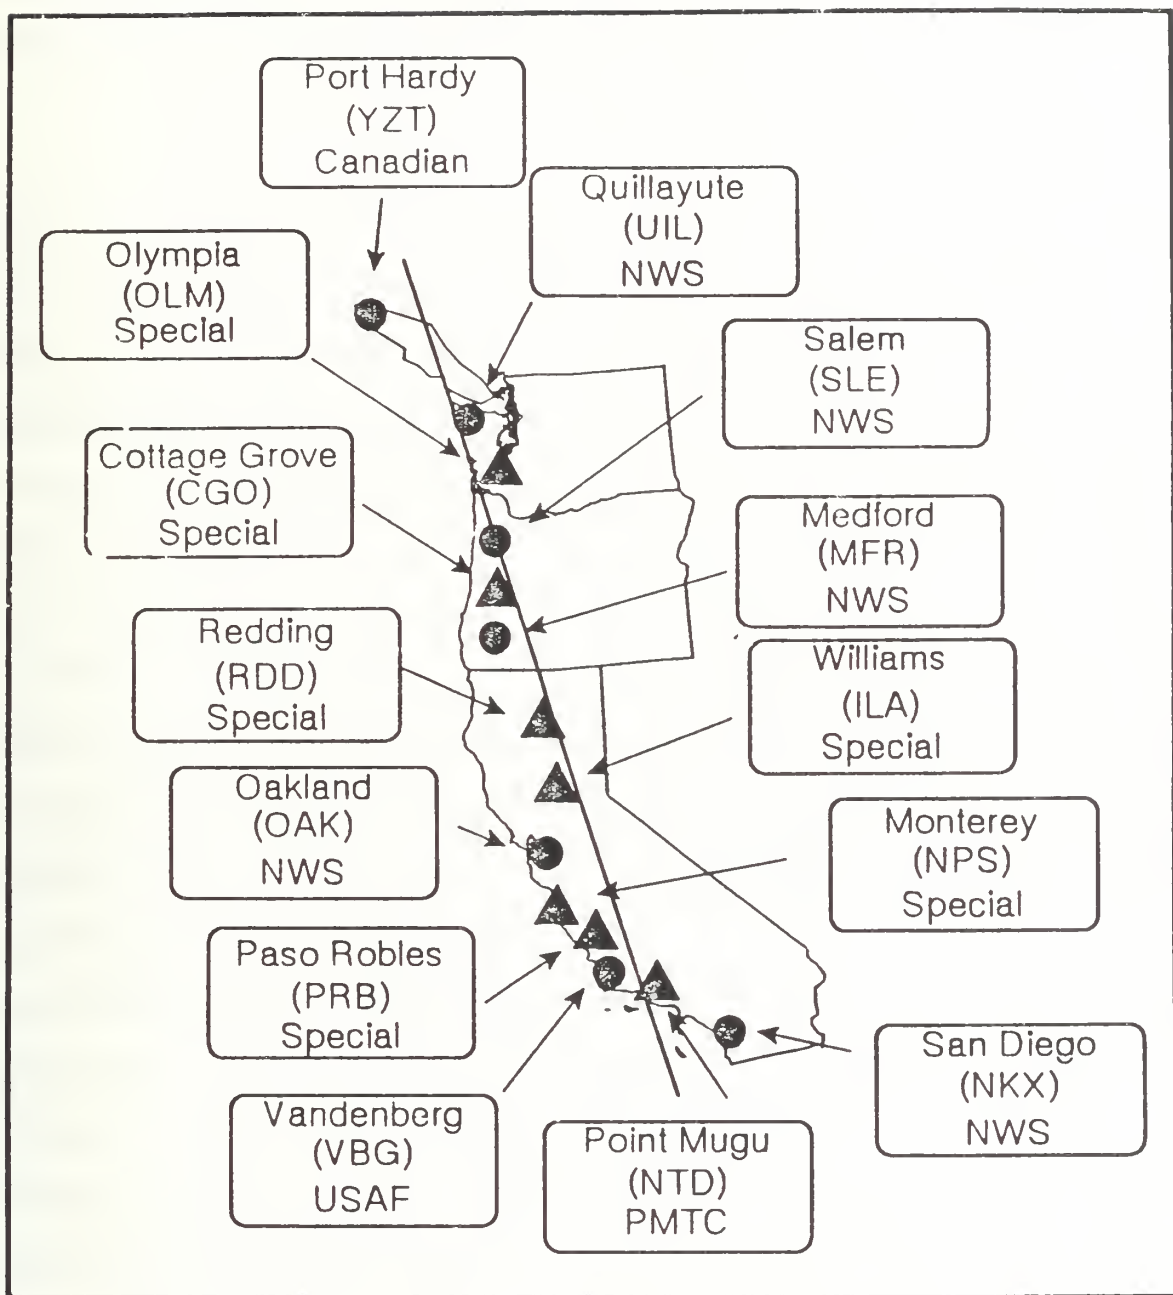 Port Hardy
(YZT)
Canadian
Quillayute
(UIL)
NWS
Olympia
(OLM)
Special
Salem
(SLE)
NWS
Cottage Grove
(CGO)
Special
Medford
(MFR)
NWS
Redding
(RDD)
Special
Williams
(ILA)
Special
Oakland
(OAK)
NWS
Monterey
(NPS)
Special
Paso Robles
(PRB)
Special
San Diego
(NKX)
NWS
Vandenberg
(VBG)
USAF
Point Mugu
(NTD)
PMTC